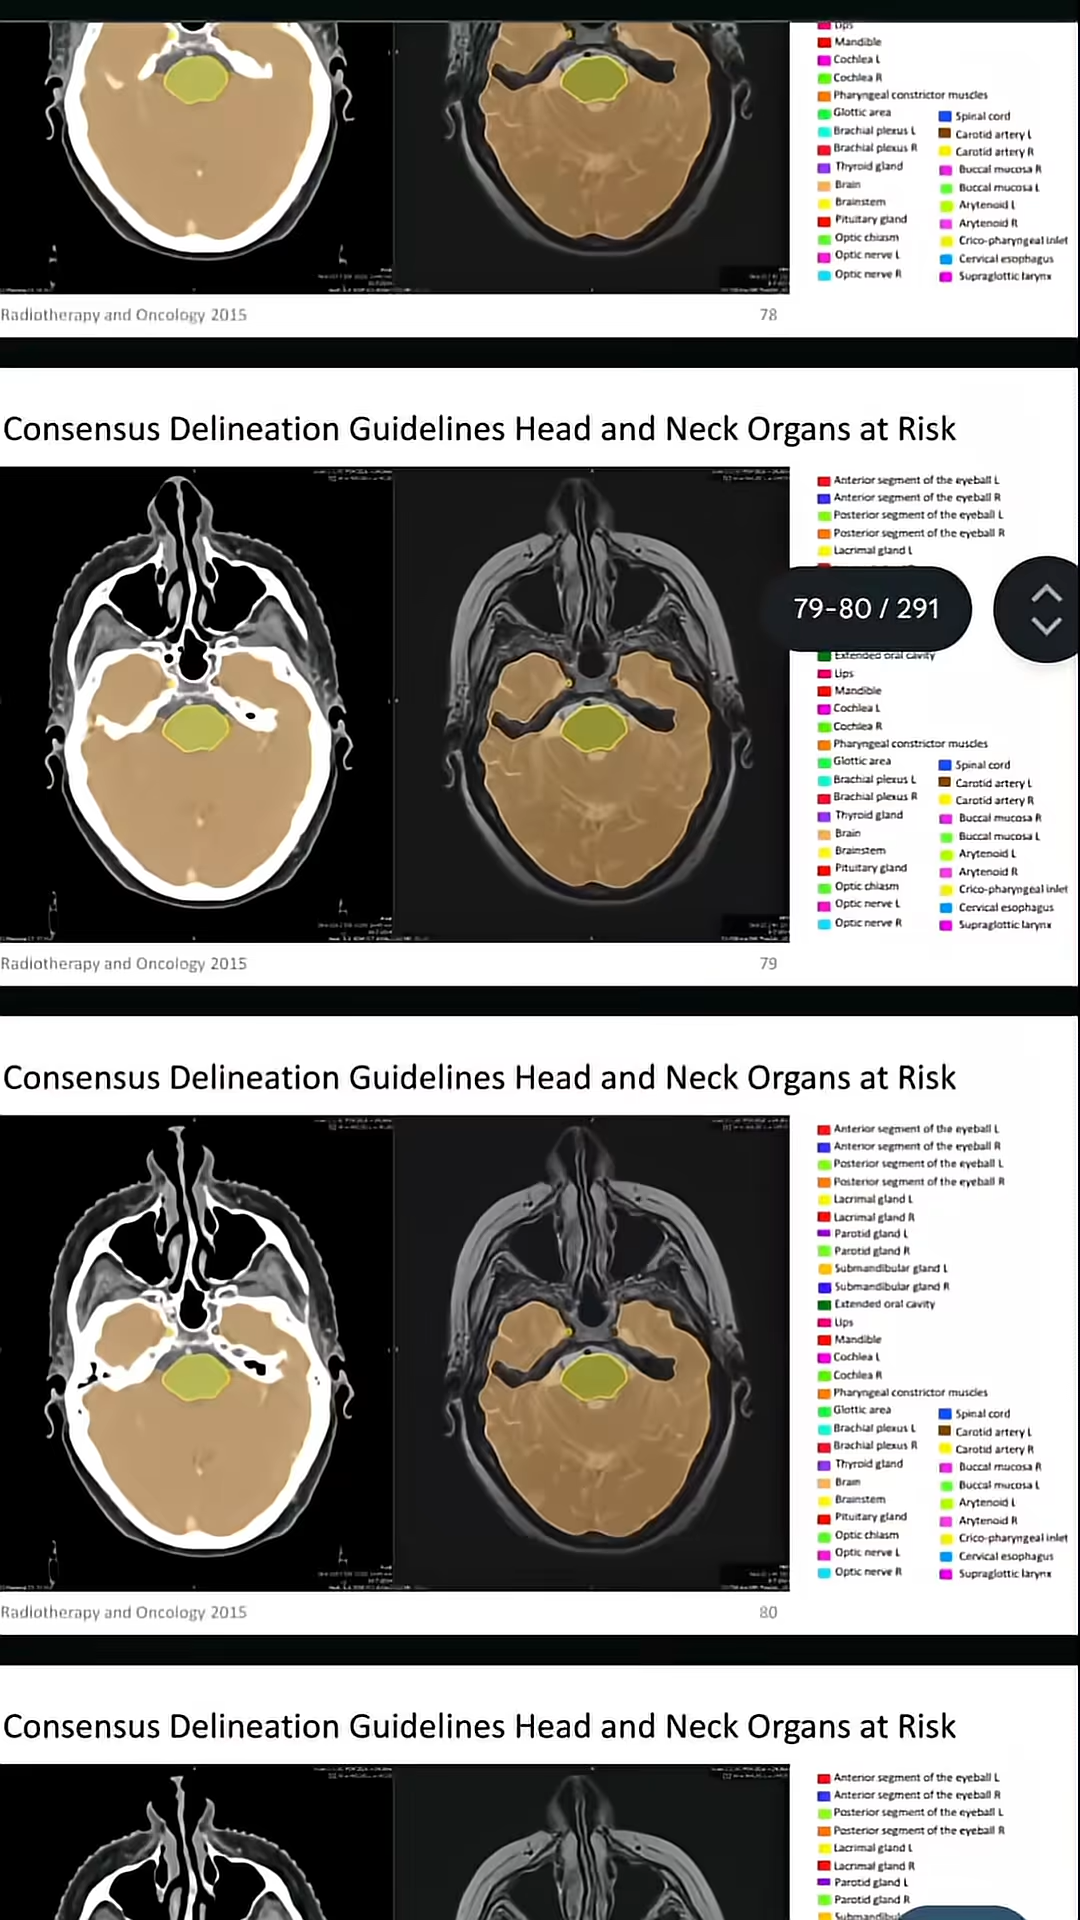 Lips
Mandible
Cochlea L
Cochlea R
Pharyngeal constrictor muscles
Glottic area
Spinal cord
Brachial plexus L
Carotid artery L
Brachial plexus R
Carotid artery R
Thyroid gland
Buccal mucosa R
Brain
Buccal mucosa L
Brainstem
Arytenoid L
Pituitary gland
Arytenoid R
Optic chiasm
Crico-pharyngeal inlet
Optic nerve L
Cervical esophagus
Optic nerve R
Supraglottic larynx
Radiotherapy and Oncology 2015
78
Consensus Delineation Guidelines Head and Neck Organs at Risk
Anterior segment of the eyeball L
Anterior segment of the eyeball R
Posterior segment of the eyeball L
Posterior segment of the eyeball R
Lacrimal gland L
79-80 / 291
Extended oral cavity
Lips
Mandible
Cochlea L
Cochlea R
Pharyngeal constrictor muscles
Glottic area
Spinal cord
Brachial plexus L
Carotid artery L
Brachial plexus R
Carotid artery R
Thyroid gland
Buccal mucosa R
Brain
Buccal mucosa L
Brainstem
Arytenoid L
Pituitary gland
Arytenoid R
Optic chiasm
Crico-pharyngeal inlet
Optic nerve L
Cervical esophagus
Optic nerve R
Supraglottic larynx
Radiotherapy and Oncology 2015
79
Consensus Delineation Guidelines Head and Neck Organs at Risk
Anterior segment of the eyeball L
Anterior segment of the eyeball R
Posterior segment of the eyeball L
Posterior segment of the eyeball R
Lacrimal gland L
Lacrimal gland R
Parotid gland L
Parotid gland R
Submandibular gland L
Submandibular gland R
Extended oral cavity
Lips
Mandible
Cochlea L
Cochlea R
Pharyngeal constrictor muscles
Glottic area
Spinal cord
Brachial plexus L
Carotid artery L
Brachial plexus R
Carotid artery R
Thyroid gland
Buccal mucosa R
Brain
Buccal mucosa L
Brainstem
Arytenoid L
Pituitary gland
Arytenoid R
Optic chiasm
Crico-pharyngeal inlet
Optic nerve L
Cervical esophagus
Optic nerve R
Supraglottic larynx
Radiotherapy and Oncology 2015
80
Consensus Delineation Guidelines Head and Neck Organs at Risk
Anterior segment of the eyeball L
Anterior segment of the eyeball R
Posterior segment of the eyeball L
Posterior segment of the eyeball R
Lacrimal gland L
Lacrimal gland R
Parotid gland L
Parotid gland R